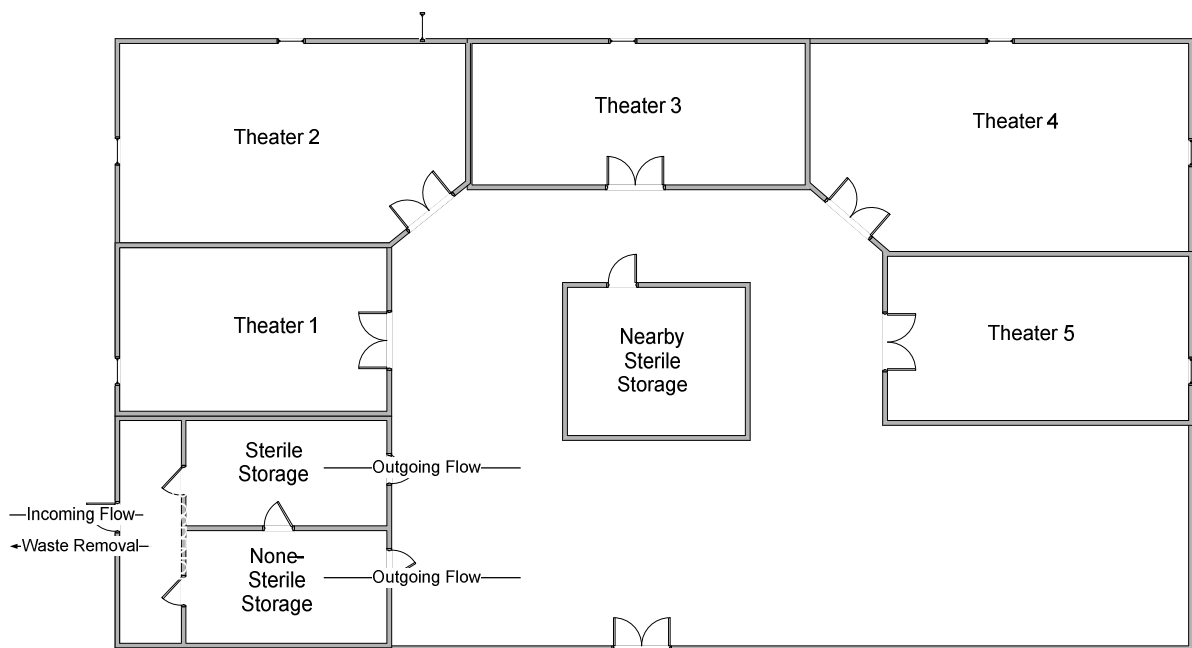 Theater 3
Theater 4
Theater 2
Theater 1
Nearby
Sterile
Storage
Theater 5
Sterile
Storage
Outgoing Flow
Incoming Flow
Waste Removal
None-
Sterile
Storage
Outgoing Flow